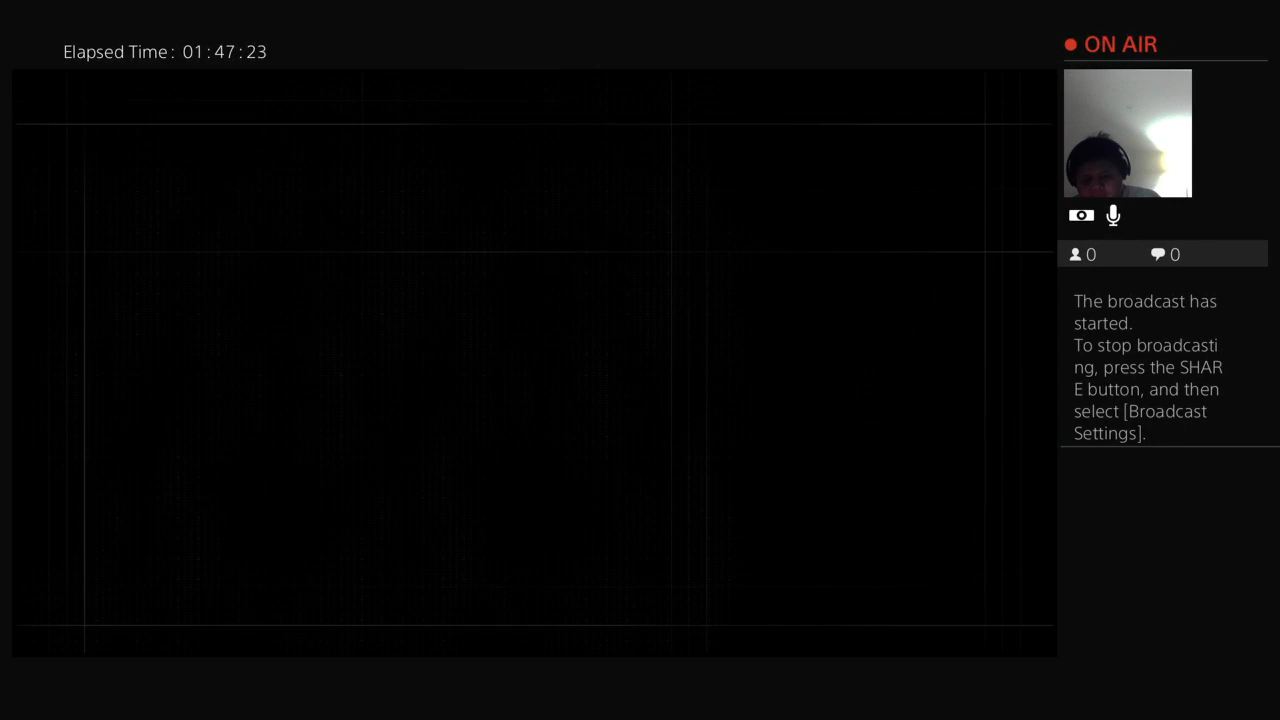 Elapsed Time: 01:47:23
ON AIR
0 0
The broadcast has
started.
To stop broadcasti
ng, press the SHAR
E button, and then
select [Broadcast
Settings].